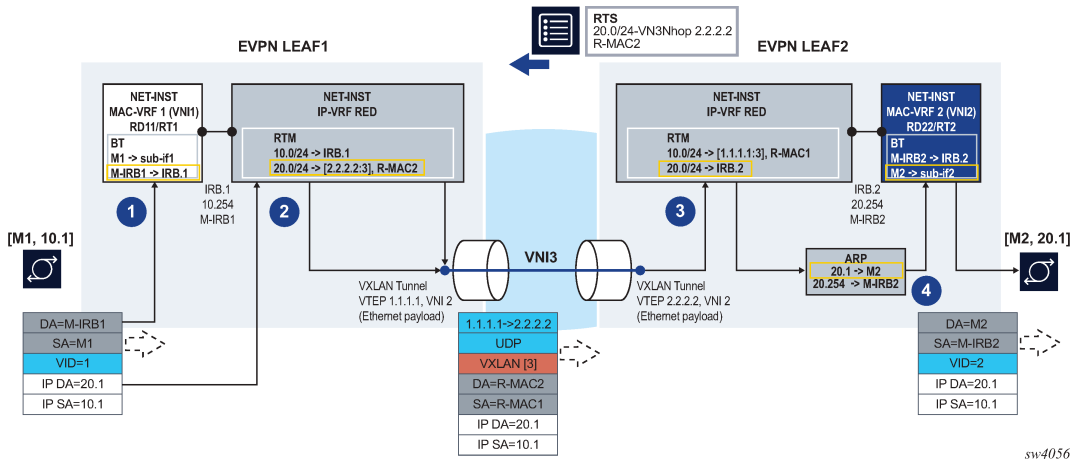 RTS
20.0/24-VN3Nhop 2.2.2.2
R-MAC2
EVPN LEAF1
EVPN LEAF2
NET-INST
MAC-VRF 1 (VNI1)
RD11/RT1
BT
M1 -> sub-if1
M-IRB1 -> IRB.1
NET-INST
IP-VRF RED
RTM
10.0/24 -> IRB.1
20.0/24 -> [2.2.2.2:3], R-MAC2
NET-INST
IP-VRF RED
RTM
10.0/24 -> [1.1.1.1:3], R-MAC1
20.0/24 -> IRB.2
NET-INST
MAC-VRF 2 (VNI2)
RD22/RT2
BT
M-IRB2 -> IRB.2
M2 -> sub-if2
IRB.1
10.254
M-IRB1
IRB.2
20.254
M-IRB2
1
2
3
4
[M1, 10.1]
[M2, 20.1]
VNI3
ARP
20.1 -> M2
20.254 -> M-IRB2
VXLAN Tunnel
VTEP 1.1.1.1, VNI 2
(Ethernet payload)
VXLAN Tunnel
VTEP 2.2.2.2, VNI 2
(Ethernet payload)
DA=M-IRB1
SA=M1
VID=1
IP DA=20.1
IP SA=10.1
1.1.1.1->2.2.2.2
UDP
VXLAN [3]
DA=R-MAC2
SA=R-MAC1
IP DA=20.1
IP SA=10.1
DA=M2
SA=M-IRB2
VID=2
IP DA=20.1
IP SA=10.1
sw4056